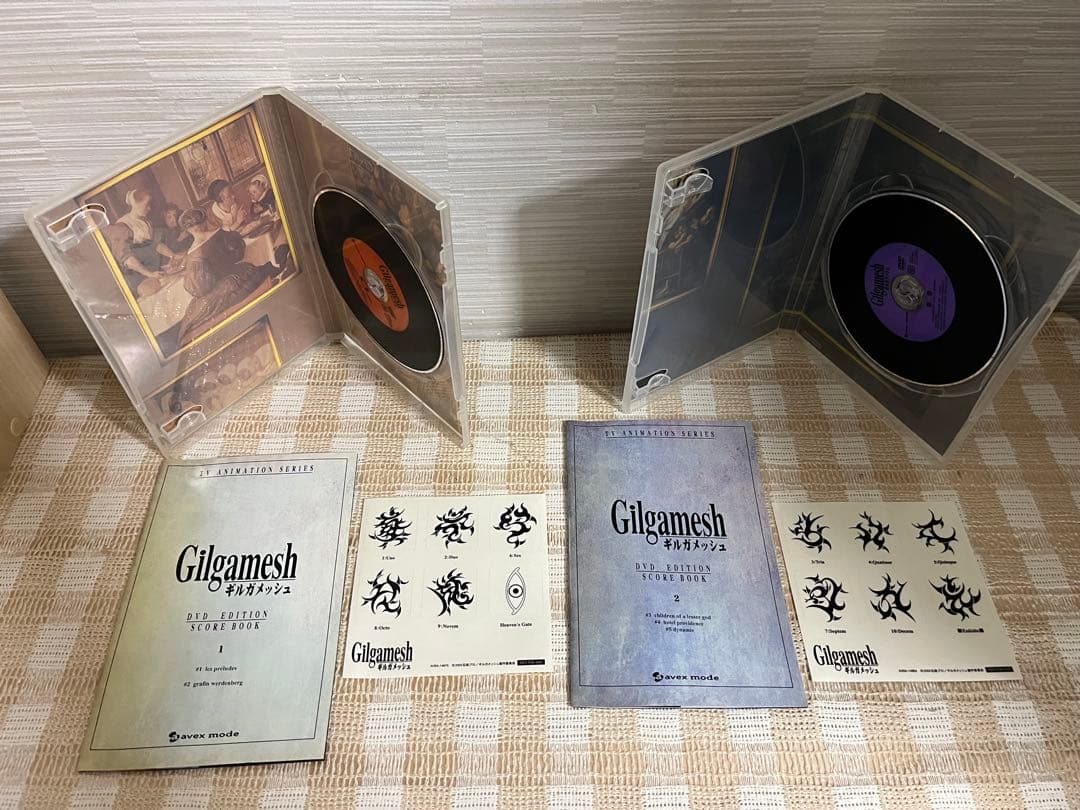 Gilgamesh
Gilgamesh
TV ANIMATION SERIES
Gilgamesh
ギルガメッシュ
DVD EDITION
SCORE BOOK
1
#1 les préludes
#2 grafin werdenberg
avex mode
1:Uno
2:Duo
6:Sex
8:Octo
9:Novem
Heaven's Gate
Gilgamesh
ギルガメッシュ
TV ANIMATION SERIES
Gilgamesh
ギルガメッシュ
DVD EDITION
SCORE BOOK
2
#3 children of a lesser god
#4 hotel providence
#5 dynamis
avex mode
3:Tria
4:Quattuor
5:Quinque
7:Septem
10:Decem
Gilgamesh
ギルガメッシュ